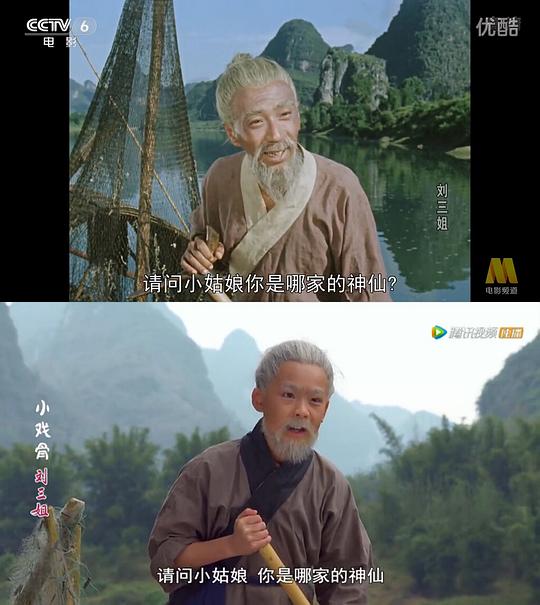 CCTV 6
电影
优酷
刘三姐
请问小姑娘你是哪家的神仙?
电影频道
腾讯视频 独播
小戏骨
刘三姐
请问小姑娘 你是哪家的神仙